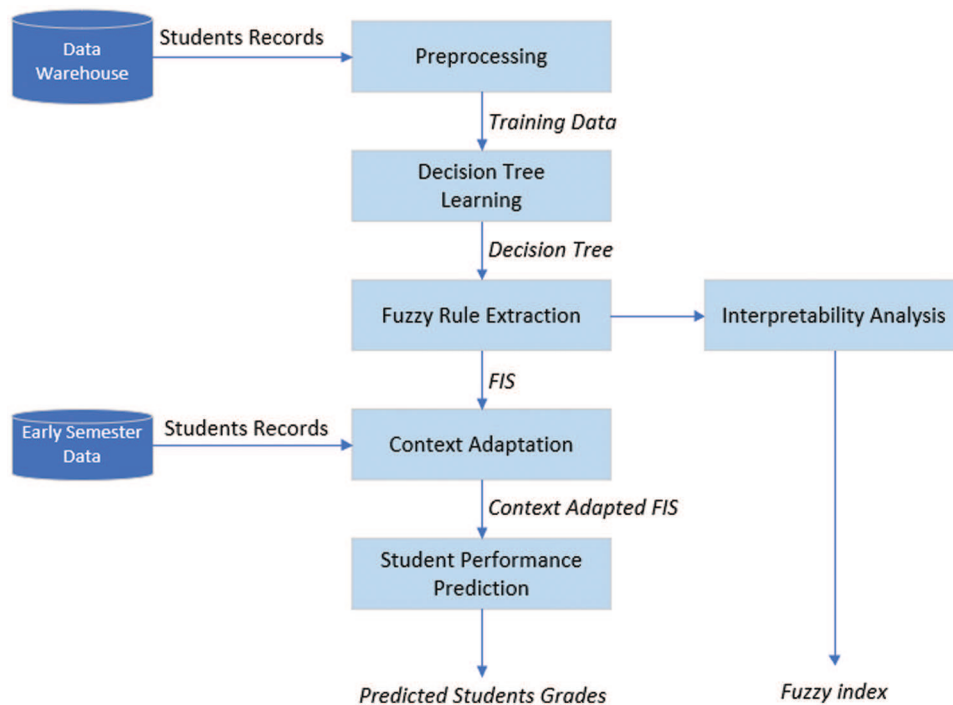 Data
Warehouse
Students Records
Preprocessing
Training Data
Decision Tree
Learning
Decision Tree
Fuzzy Rule Extraction
Interpretability Analysis
FIS
Early Semester
Data
Students Records
Context Adaptation
Context Adapted FIS
Student Performance
Prediction
Predicted Students Grades
Fuzzy index